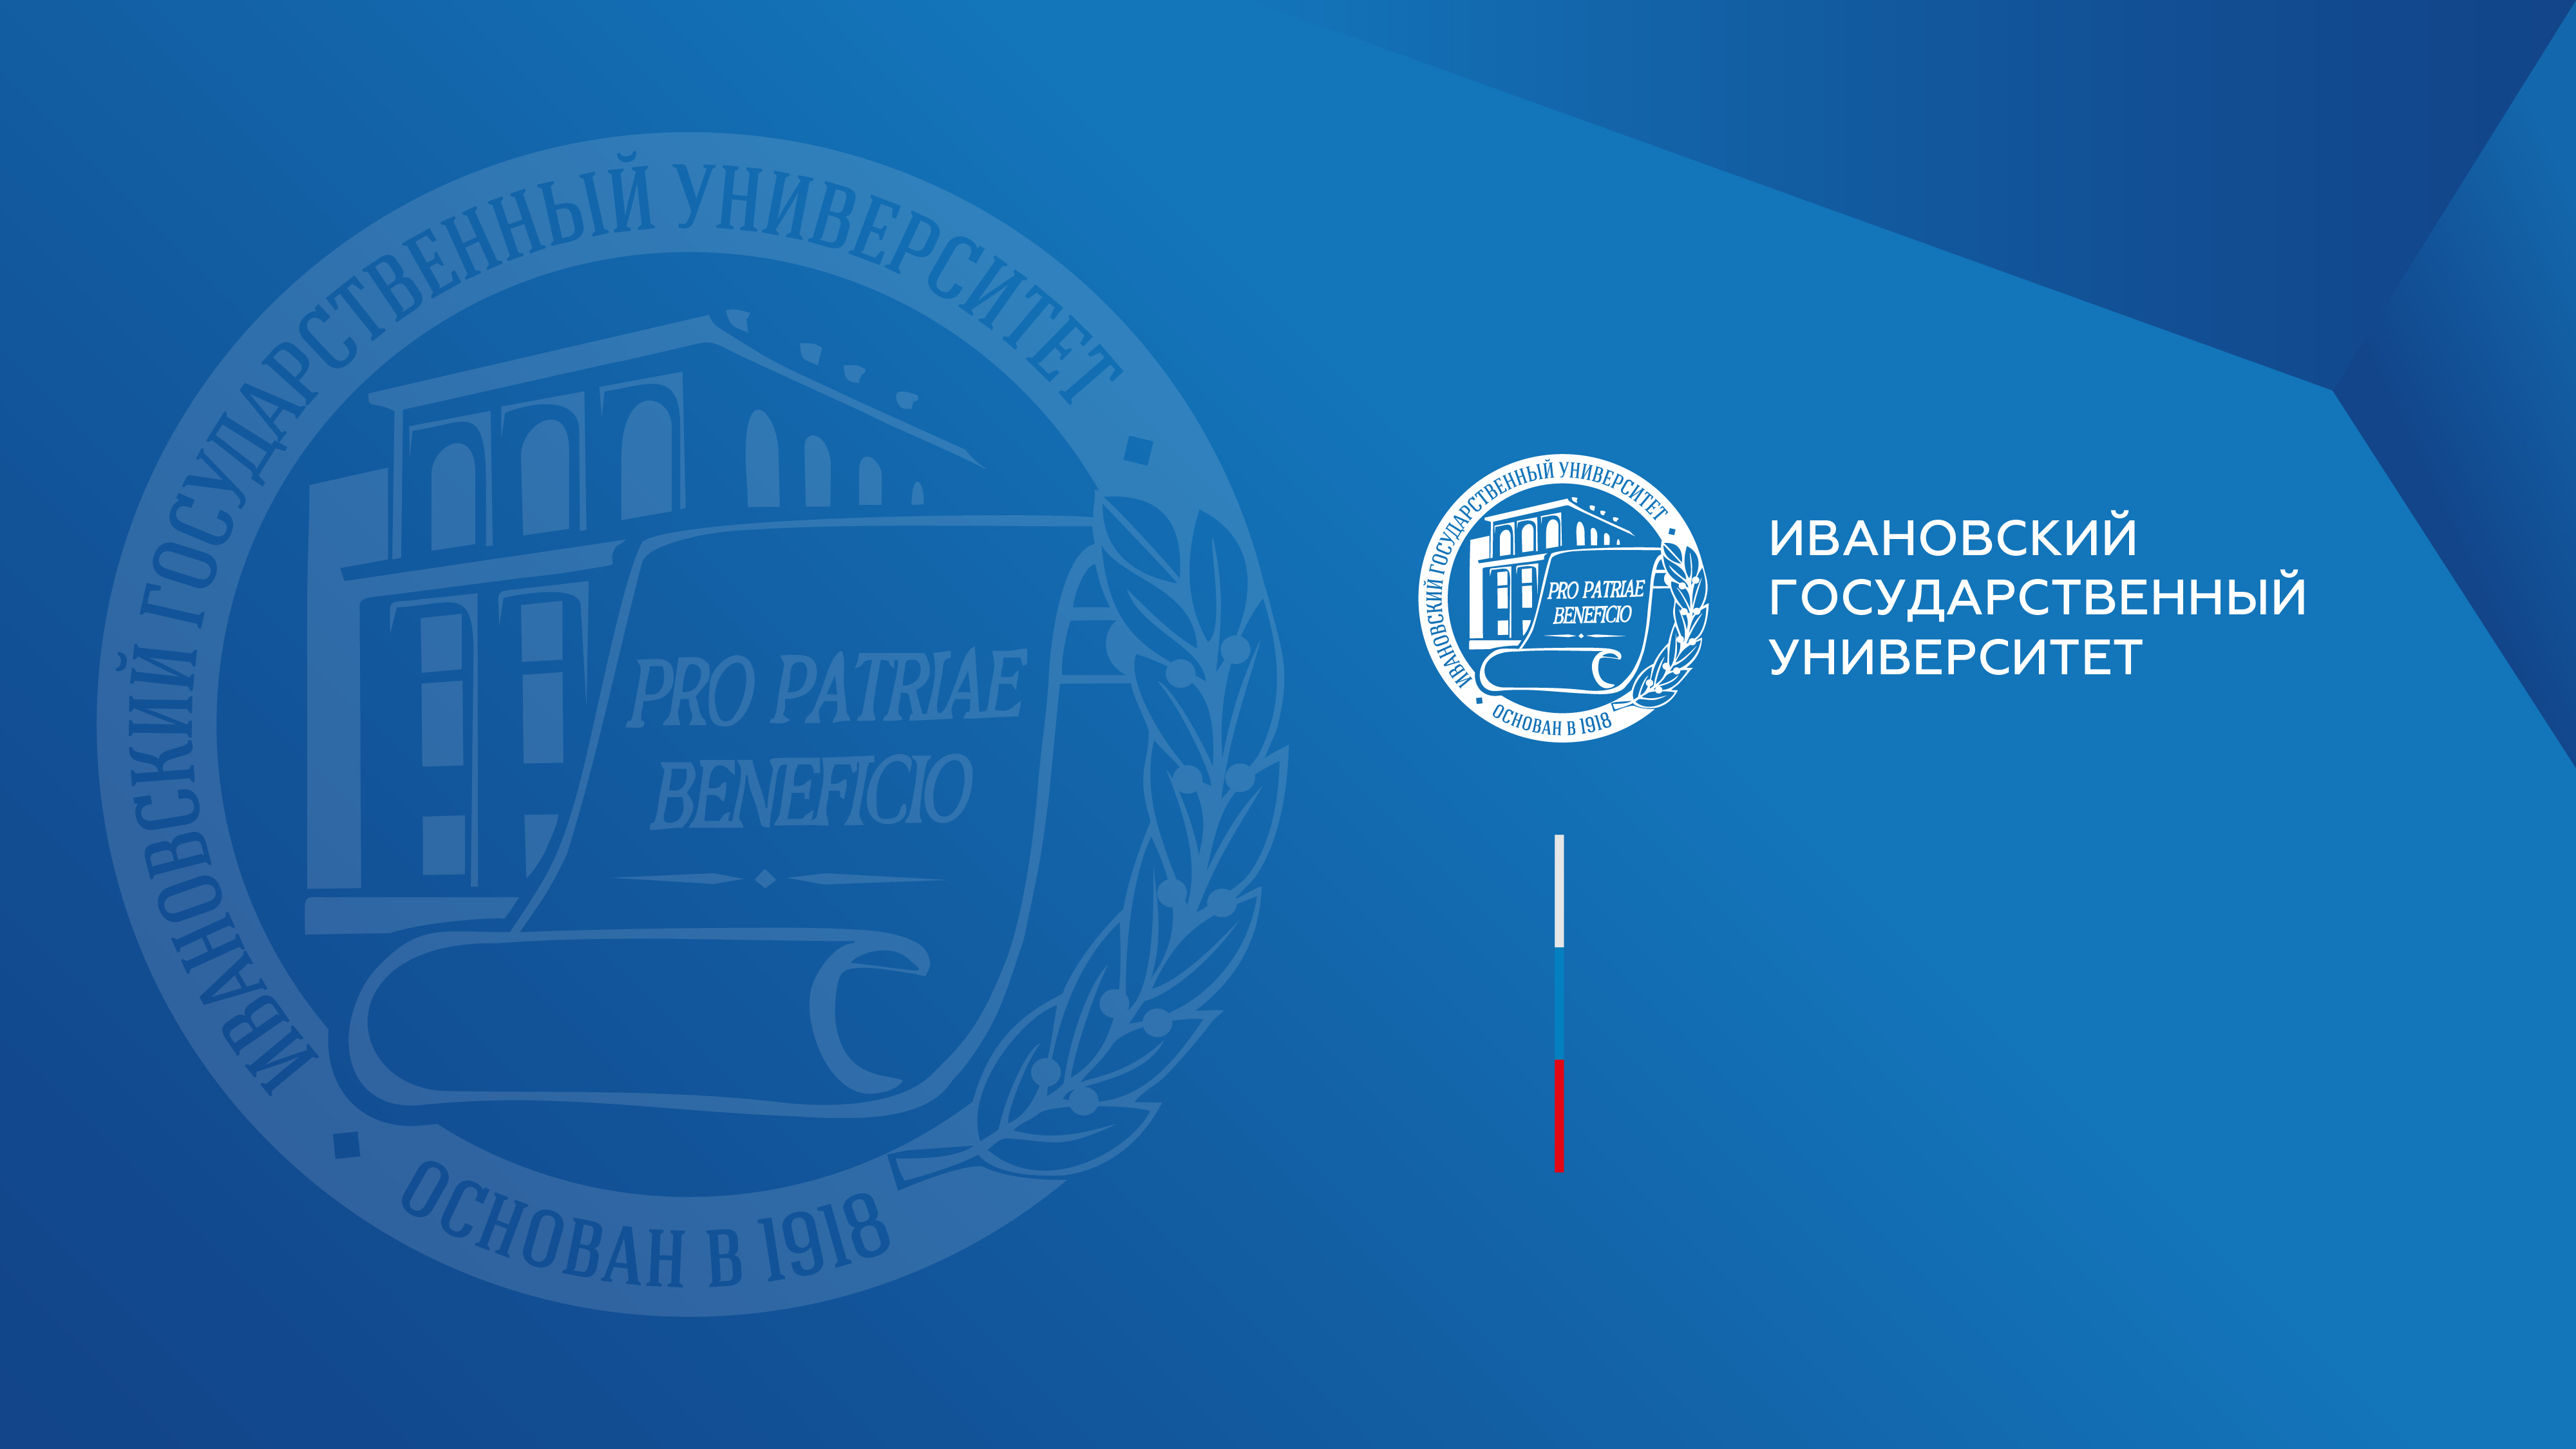 ИВАНОВСКИЙ ГОСУДАРСТВЕННЫЙ УНИВЕРСИТЕТ
PRO PATRIAE
BENEFICIO
ОСНОВАН В 1918
ИВАНОВСКИЙ ГОСУДАРСТВЕННЫЙ УНИВЕРСИТЕТ
PRO PATRIAE
BENEFICIO
ОСНОВАН В 1918
ИВАНОВСКИЙ
ГОСУДАРСТВЕННЫЙ
УНИВЕРСИТЕТ